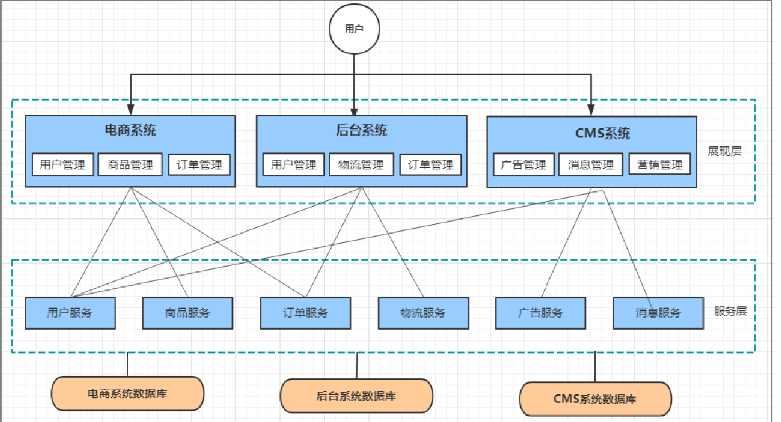 用户
电商系统
用户管理
商品管理
订单管理
后台系统
用户管理
物流管理
订单管理
CMS系统
广告管理
消息管理
营销管理
展现层
用户服务
商品服务
订单服务
物流服务
广告服务
消息服务
服务层
电商系统数据库
后台系统数据库
CMS系统数据库